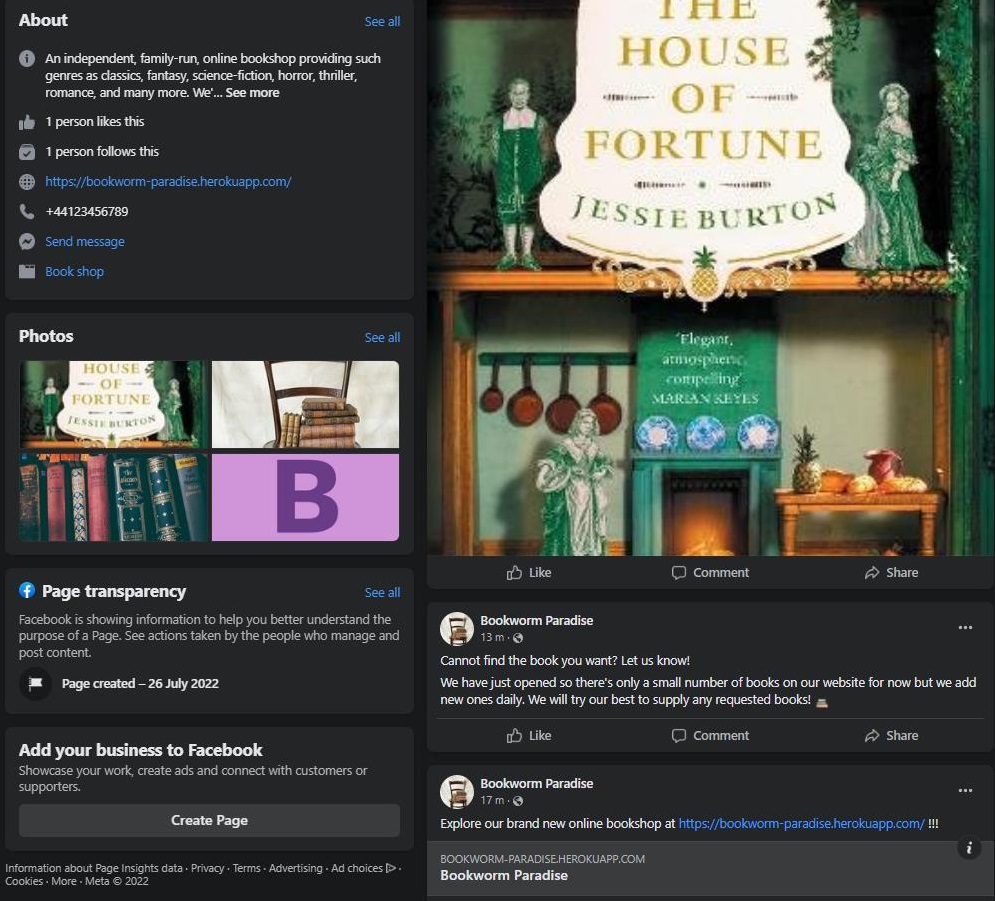 About
See all
An independent, family-run, online bookshop providing such
genres as classics, fantasy, science-fiction, horror, thriller,
romance, and many more. We'... See more
1 person likes this
1 person follows this
https://bookworm-paradise.herokuapp.com/
+44123456789
Send message
Book shop
Photos
See all
HOUSE
OF
FORTUNE
JESSIE BURTON
B
Page transparency
See all
Facebook is showing information to help you better understand the
purpose of a Page. See actions taken by the people who manage and
post content.
Page created – 26 July 2022
Add your business to Facebook
Showcase your work, create ads and connect with customers or
supporters.
Create Page
Information about Page Insights data · Privacy · Terms · Advertising · Ad choices ·
Cookies · More · Meta © 2022
THE
HOUSE
OF
FORTUNE
JESSIE BURTON
'Elegant,
atmospheric,
compelling'
MARIAN KEYES
Like
Comment
Share
Bookworm Paradise
13 m ·
Cannot find the book you want? Let us know!
We have just opened so there's only a small number of books on our website for now but we add
new ones daily. We will try our best to supply any requested books!
Like
Comment
Share
Bookworm Paradise
17 m ·
Explore our brand new online bookshop at https://bookworm-paradise.herokuapp.com/ !!!
BOOKWORM-PARADISE.HEROKUAPP.COM
Bookworm Paradise